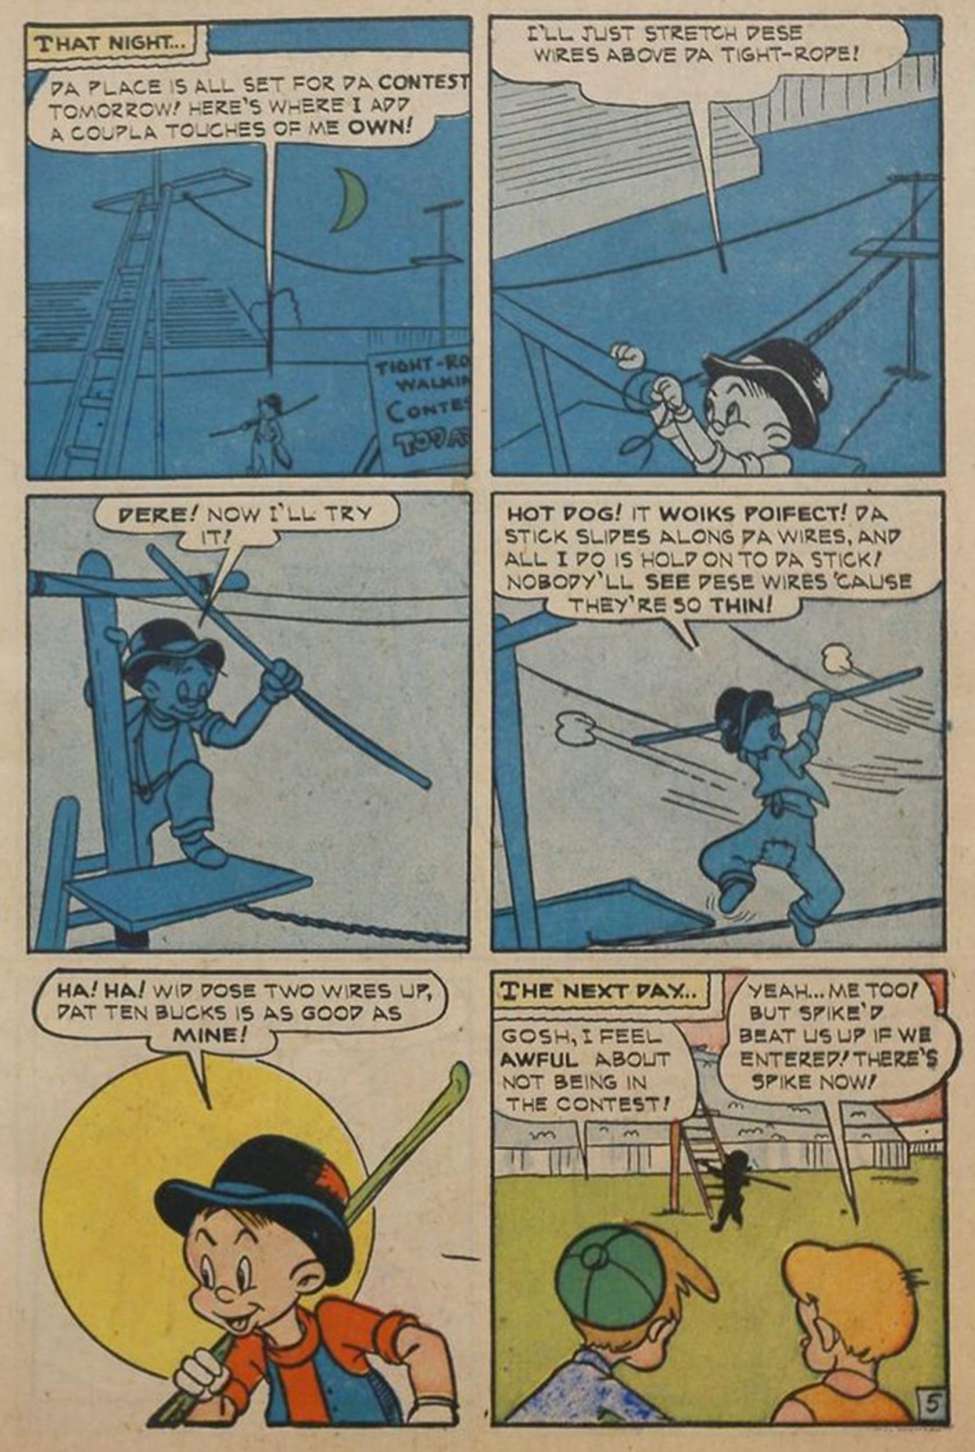 THAT NIGHT...
DA PLACE IS ALL SET FOR DA CONTEST
TOMORROW! HERE'S WHERE I ADD
A COUPLA TOUCHES OF ME OWN!
TIGHT-RO
WALKIN
CONTES
TODA
I'LL JUST STRETCH DESE
WIRES ABOVE DA TIGHT-ROPE!
DERE! NOW I'LL TRY
IT!
HOT DOG! IT WOIKS POIFECT! DA
STICK SLIDES ALONG DA WIRES, AND
ALL I DO IS HOLD ON TO DA STICK!
NOBODY'LL SEE DESE WIRES 'CAUSE
THEY'RE SO THIN!
HA! HA! WID DOSE TWO WIRES UP,
DAT TEN BUCKS IS AS GOOD AS
MINE!
THE NEXT DAY...
GOSH, I FEEL
AWFUL ABOUT
NOT BEING IN
THE CONTEST!
YEAH... ME TOO!
BUT SPIKE'D
BEAT US UP IF WE
ENTERED! THERE'S
SPIKE NOW!
5